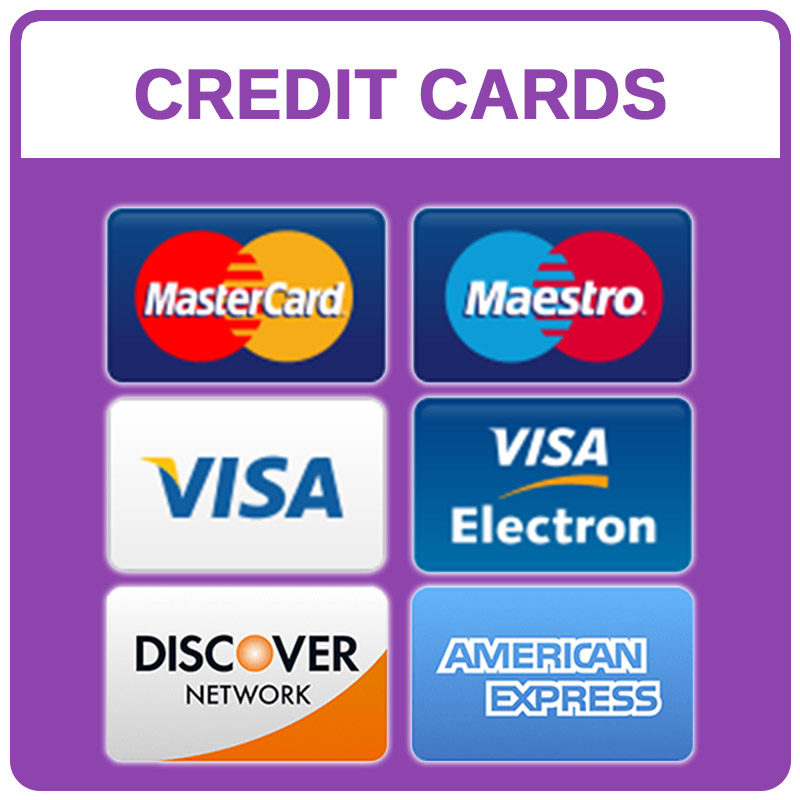 CREDIT CARDS
MasterCard
Maestro
VISA
VISA
Electron
DISCOVER
NETWORK
AMERICAN
EXPRESS